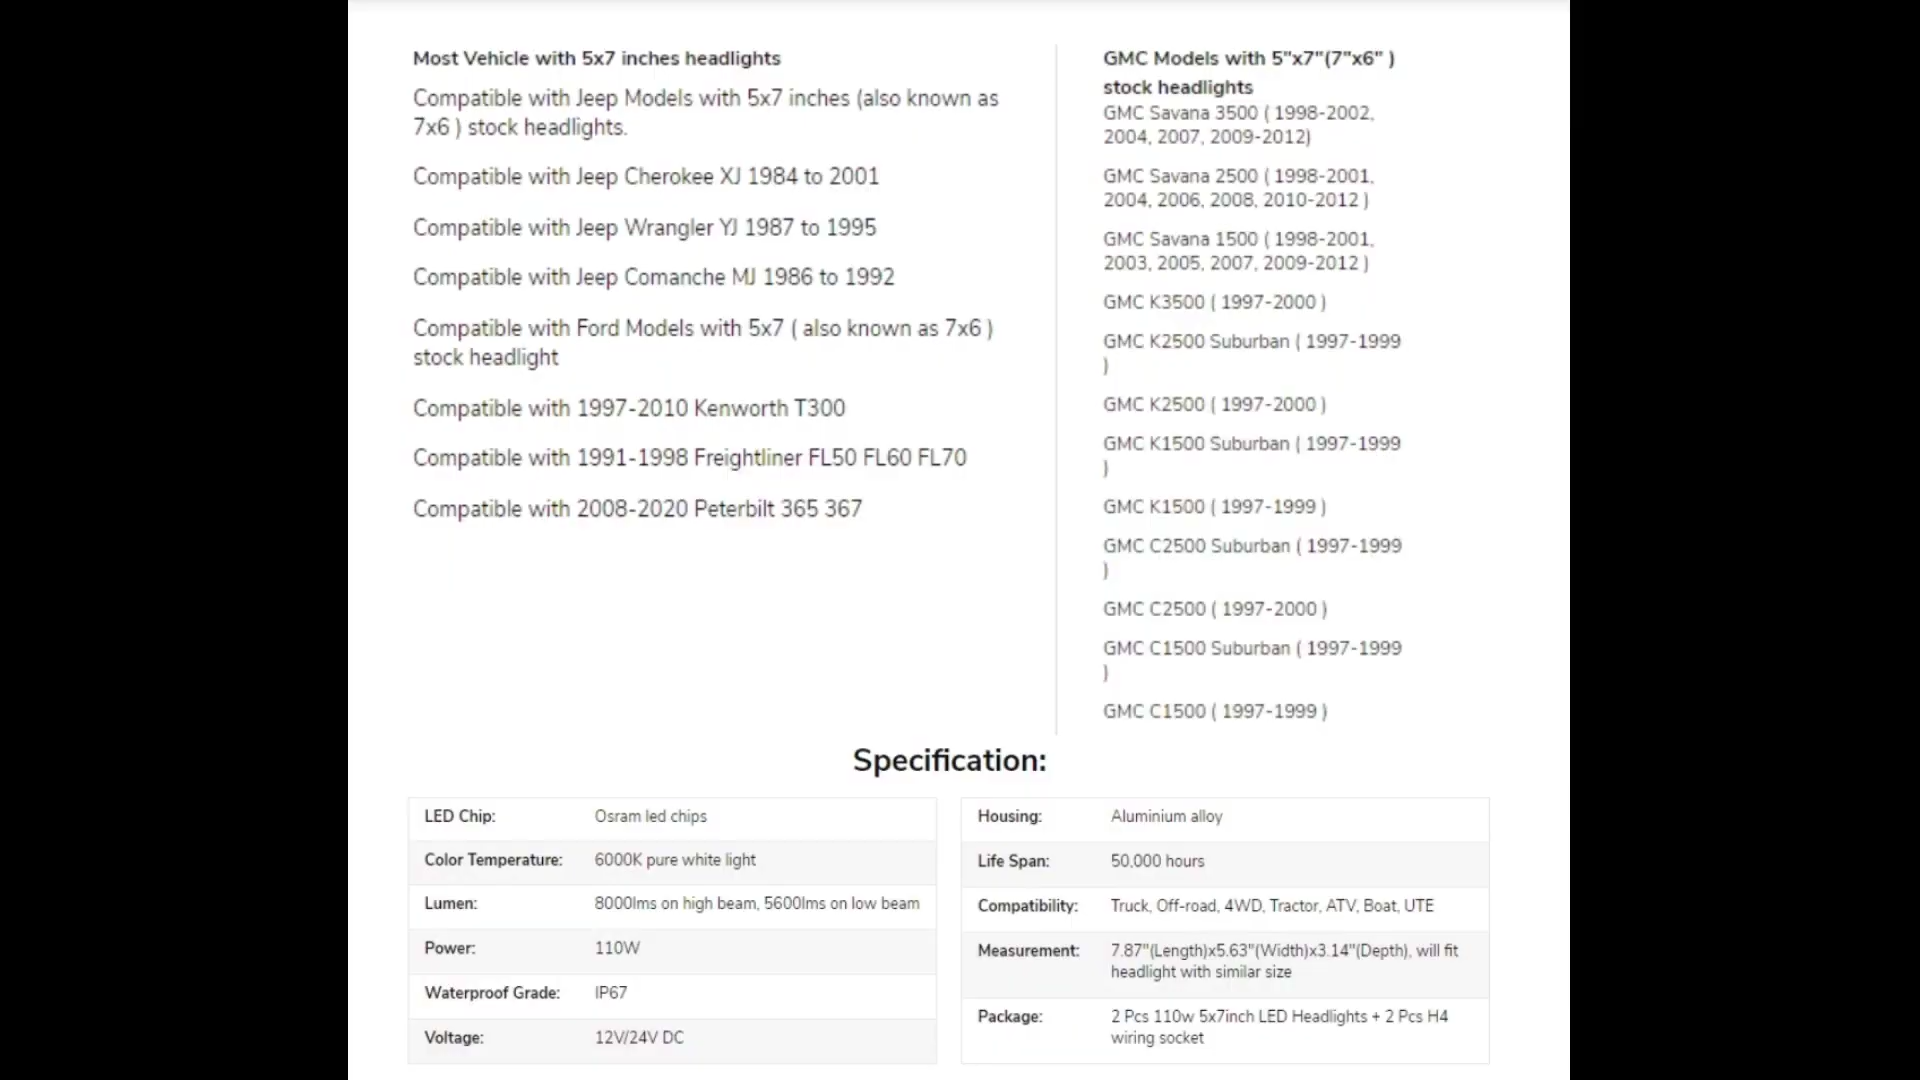 Most Vehicle with 5x7 inches headlights
Compatible with Jeep Models with 5x7 inches (also known as
7x6 ) stock headlights.
Compatible with Jeep Cherokee XJ 1984 to 2001
Compatible with Jeep Wrangler YJ 1987 to 1995
Compatible with Jeep Comanche MJ 1986 to 1992
Compatible with Ford Models with 5x7 ( also known as 7x6 )
stock headlight
Compatible with 1997-2010 Kenworth T300
Compatible with 1991-1998 Freightliner FL50 FL60 FL70
Compatible with 2008-2020 Peterbilt 365 367
GMC Models with 5"x7"(7"x6" )
stock headlights
GMC Savana 3500 ( 1998-2002,
2004, 2007, 2009-2012)
GMC Savana 2500 ( 1998-2001,
2004, 2006, 2008, 2010-2012 )
GMC Savana 1500 ( 1998-2001,
2003, 2005, 2007, 2009-2012 )
GMC K3500 ( 1997-2000 )
GMC K2500 Suburban ( 1997-1999
)
GMC K2500 ( 1997-2000 )
GMC K1500 Suburban ( 1997-1999
)
GMC K1500 ( 1997-1999 )
GMC C2500 Suburban ( 1997-1999
)
GMC C2500 ( 1997-2000 )
GMC C1500 Suburban ( 1997-1999
)
GMC C1500 ( 1997-1999 )
Specification:
LED Chip: Osram led chips
Color Temperature: 6000K pure white light
Lumen: 8000lms on high beam, 5600lms on low beam
Power: 110W
Waterproof Grade: IP67
Voltage: 12V/24V DC
Housing: Aluminium alloy
Life Span: 50,000 hours
Compatibility: Truck, Off-road, 4WD, Tractor, ATV, Boat, UTE
Measurement: 7.87"(Length)x5.63"(Width)x3.14"(Depth), will fit
headlight with similar size
Package: 2 Pcs 110w 5x7inch LED Headlights + 2 Pcs H4
wiring socket